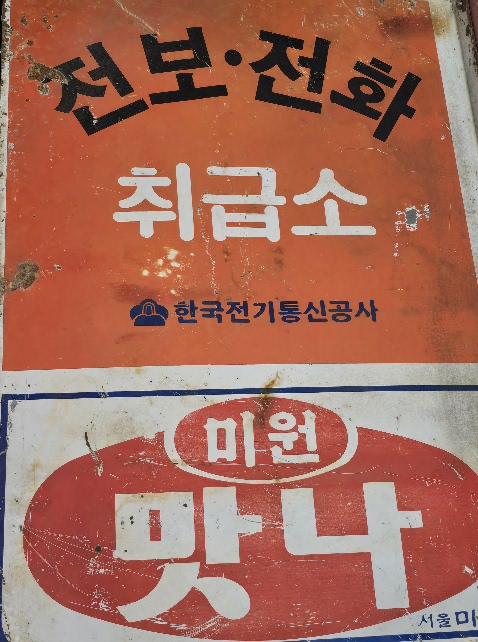 전보·전화
취급소
한국전기통신공사
미원
맛나
서울미